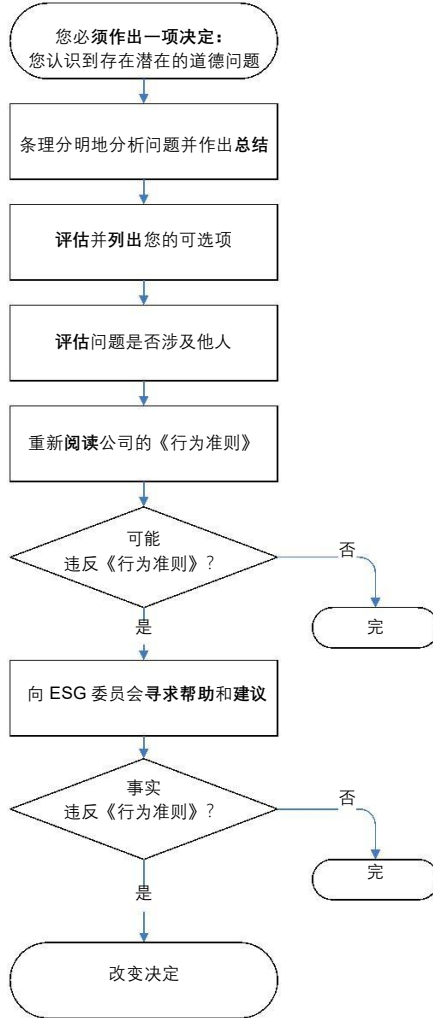 您必须作出一项决定：
您认识到存在潜在的道德问题
条理分明地分析问题并作出总结
评估并列出您的可选项
评估问题是否涉及他人
重新阅读公司的《行为准则》
可能
违反《行为准则》？
否
完
是
向 ESG 委员会寻求帮助和建议
事实
违反《行为准则》？
否
完
是
改变决定